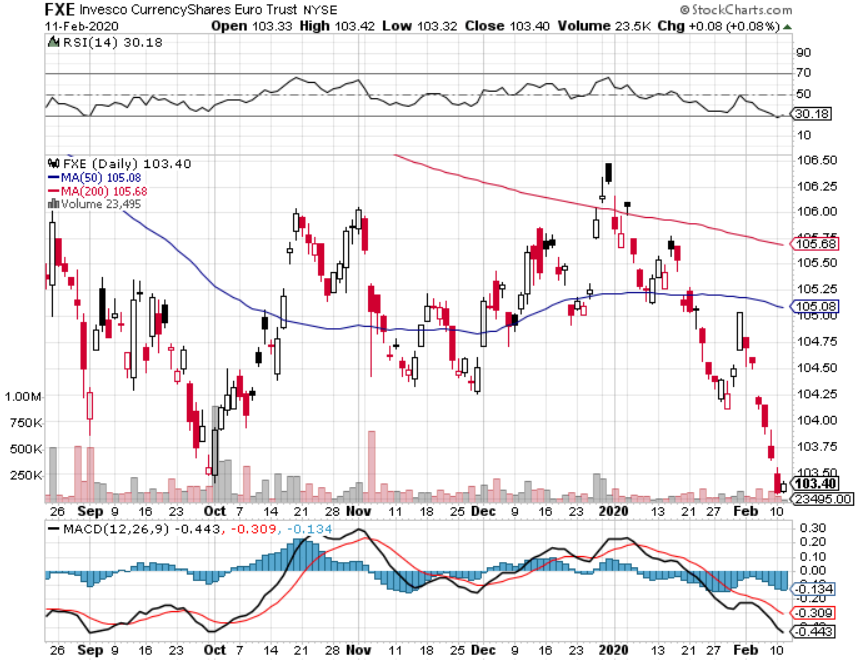 FXE Invesco CurrencyShares Euro Trust NYSE © StockCharts.com
11-Feb-2020 Open 103.33 High 103.42 Low 103.32 Close 103.40 Volume 23.5K Chg +0.08 (+0.08%)
RSI(14) 30.18
90
70
50
30.18
10
FXE (Daily) 103.40
MA(50) 105.08
MA(200) 105.68
Volume 23,495
106.50
106.25
106.00
105.68
105.50
105.25
105.08
105.00
104.75
104.50
1.00M 104.25
750K 104.00
500K 103.75
250K 103.50
103.40
23495.00
26 Sep 9 16 23 Oct 7 14 21 28 Nov 11 18 25 Dec 9 16 23 2020 13 21 27 Feb 10
MACD(12,26,9) -0.443, -0.309, -0.134
0.30
0.20
0.10
0.00
-0.134
-0.20
-0.309
-0.443
26 Sep 9 16 23 Oct 7 14 21 28 Nov 11 18 25 Dec 9 16 23 2020 13 21 27 Feb 10